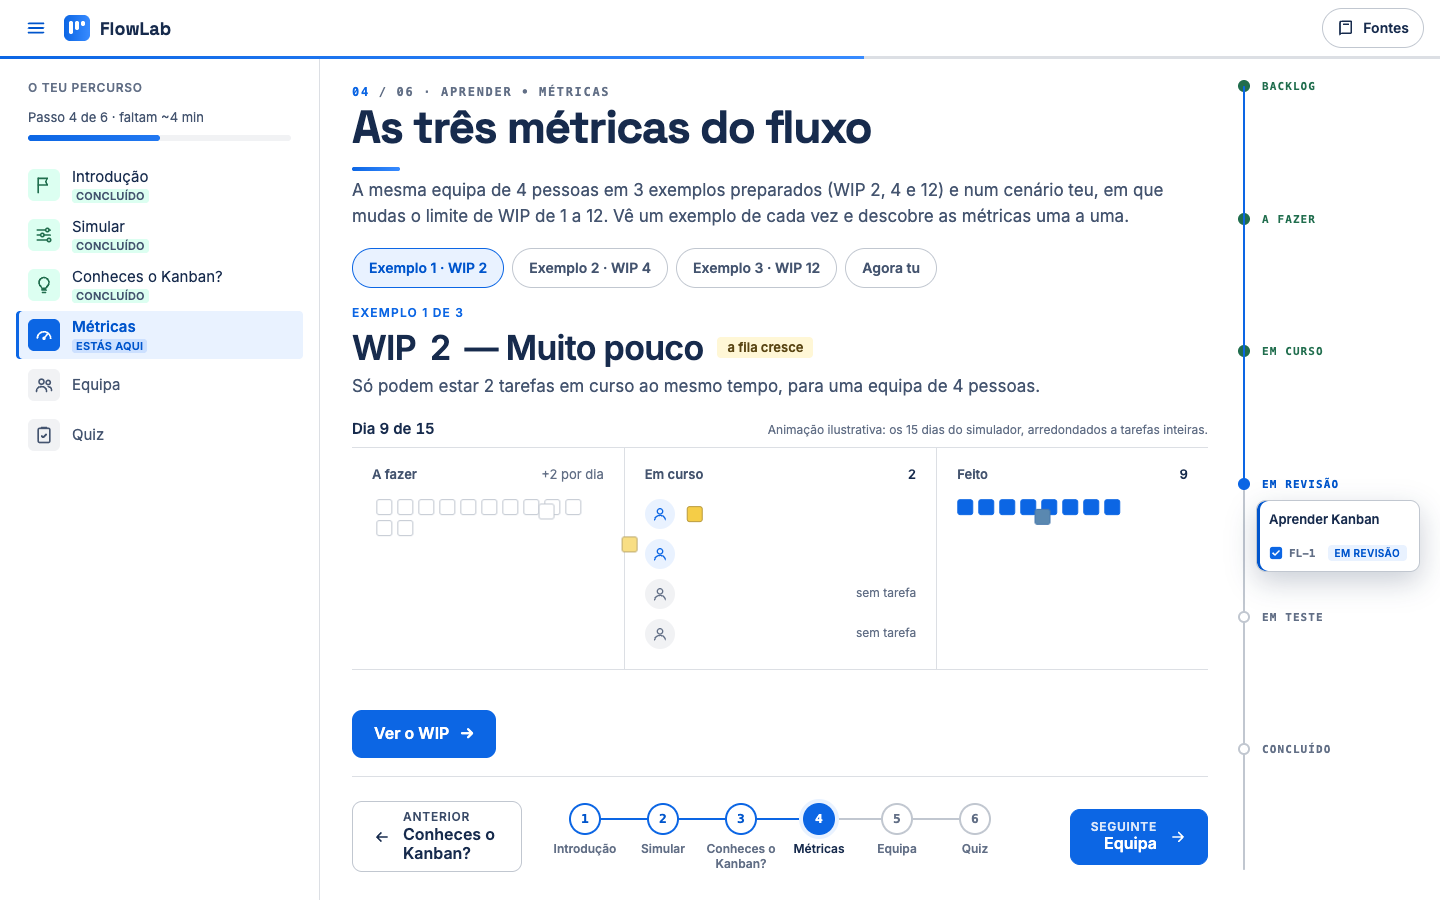 FlowLab
Fontes
O TEU PERCURSO
Passo 4 de 6 · faltam ~4 min
Introdução
CONCLUÍDO
Simular
CONCLUÍDO
Conheces o Kanban?
CONCLUÍDO
Métricas
ESTÁS AQUI
Equipa
Quiz
04 / 06 · APRENDER • MÉTRICAS
As três métricas do fluxo
A mesma equipa de 4 pessoas em 3 exemplos preparados (WIP 2, 4 e 12) e num cenário teu, em que
mudas o limite de WIP de 1 a 12. Vê um exemplo de cada vez e descobre as métricas uma a uma.
Exemplo 1 · WIP 2
Exemplo 2 · WIP 4
Exemplo 3 · WIP 12
Agora tu
EXEMPLO 1 DE 3
WIP 2 — Muito pouco
a fila cresce
Só podem estar 2 tarefas em curso ao mesmo tempo, para uma equipa de 4 pessoas.
Dia 9 de 15
Animação ilustrativa: os 15 dias do simulador, arredondados a tarefas inteiras.
A fazer
+2 por dia
Em curso
2
Feito
9
sem tarefa
sem tarefa
Ver o WIP
ANTERIOR
Conheces o
Kanban?
1
2
3
4
5
6
Introdução
Simular
Conheces o
Kanban?
Métricas
Equipa
Quiz
SEGUINTE
Equipa
BACKLOG
A FAZER
EM CURSO
EM REVISÃO
Aprender Kanban
FL-1
EM REVISÃO
EM TESTE
CONCLUÍDO